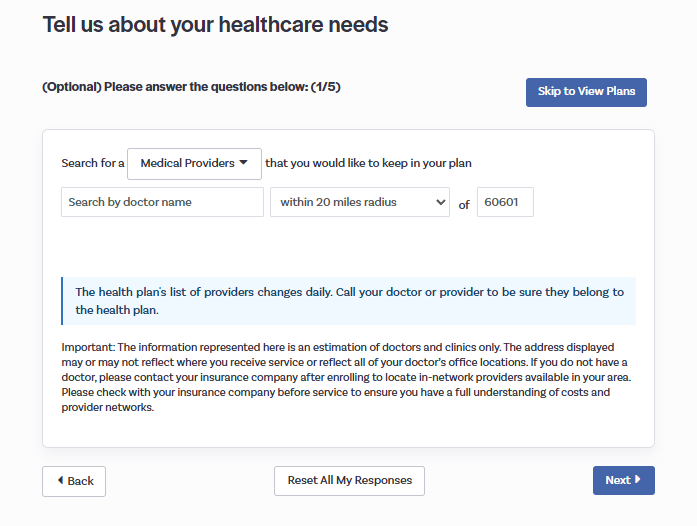 Tell us about your healthcare needs
(Optional) Please answer the questions below: (1/5)
Skip to View Plans
Search for a Medical Providers that you would like to keep in your plan
Search by doctor name within 20 miles radius of 60601
The health plan's list of providers changes daily. Call your doctor or provider to be sure they belong to
the health plan.
Important: The information represented here is an estimation of doctors and clinics only. The address displayed
may or may not reflect where you receive service or reflect all of your doctor's office locations. If you do not have a
doctor, please contact your insurance company after enrolling to locate in-network providers available in your area.
Please check with your insurance company before service to ensure you have a full understanding of costs and
provider networks.
Back
Reset All My Responses
Next